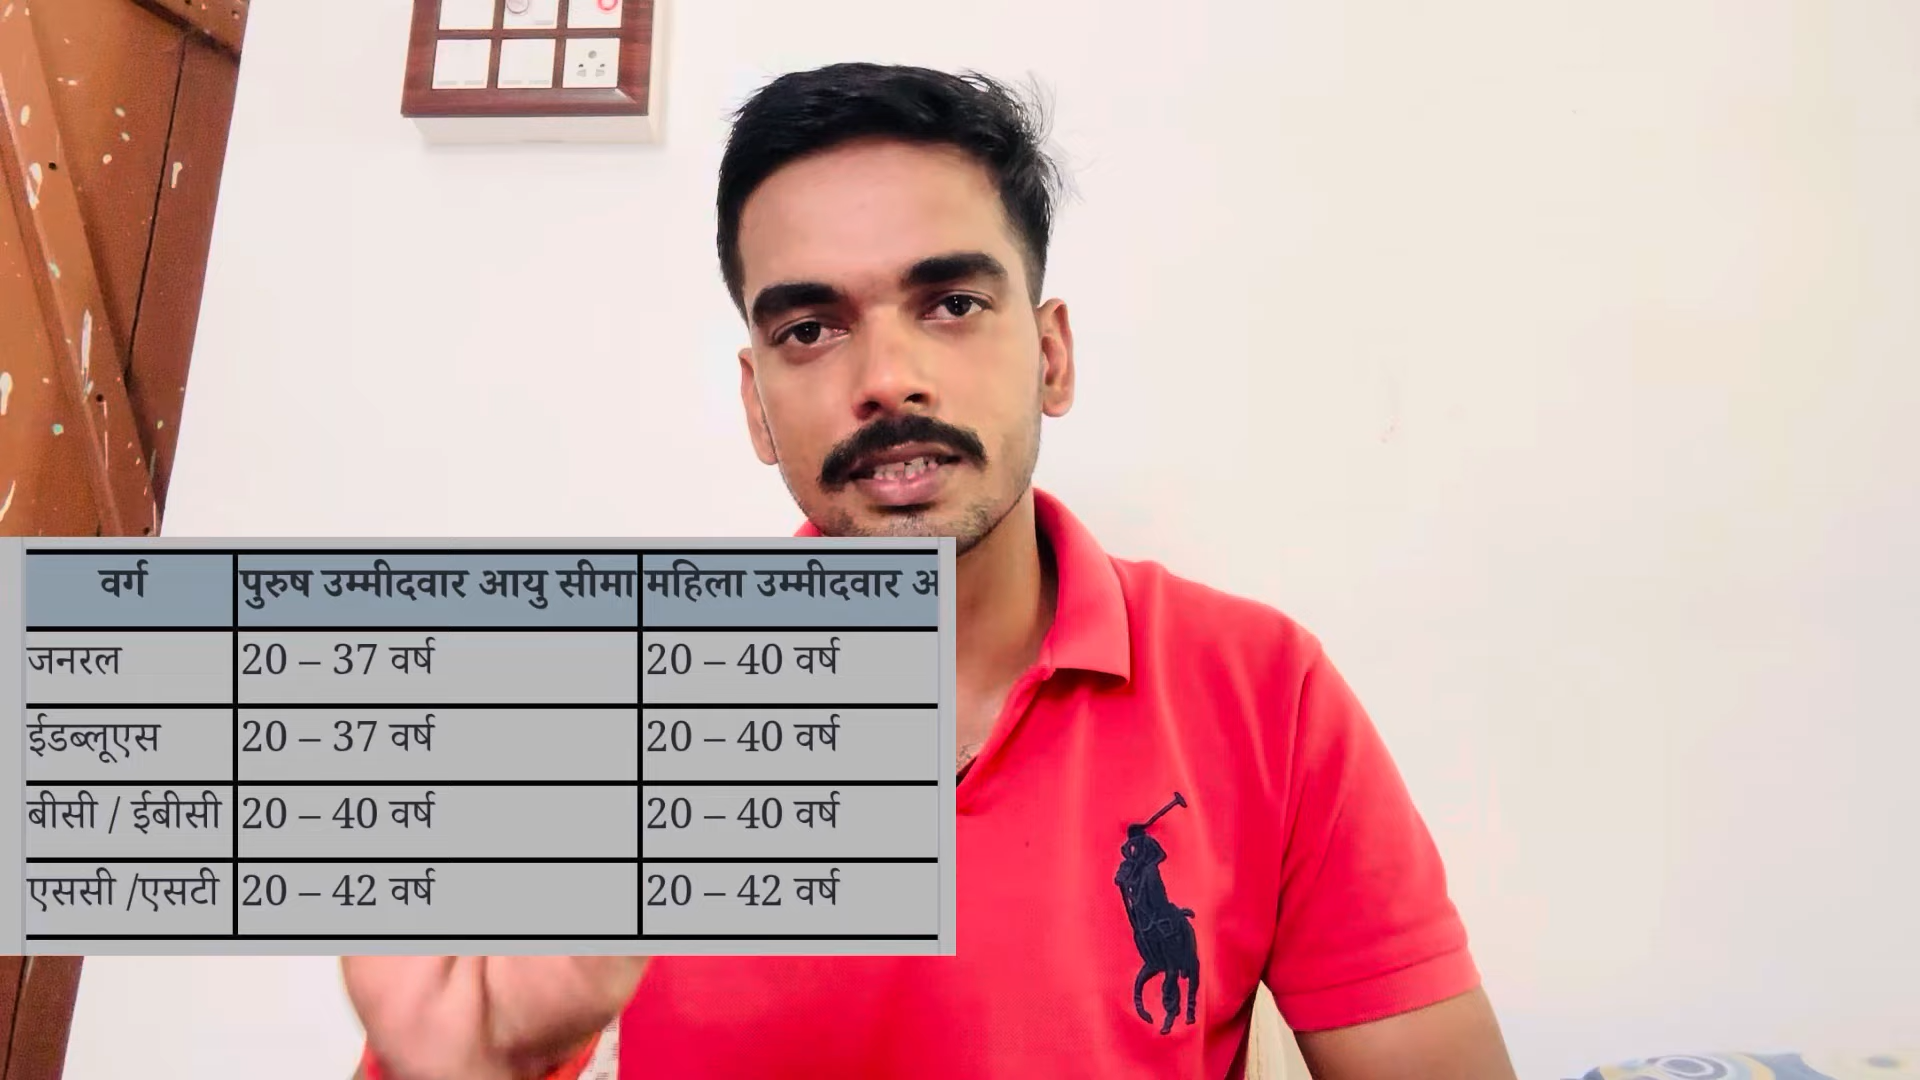 वर्ग पुरुष उम्मीदवार आयु सीमा महिला उम्मीदवार
जनरल 20 – 37 वर्ष 20 – 40 वर्ष
ईडब्लूएस 20 – 37 वर्ष 20 – 40 वर्ष
बीसी / ईबीसी 20 – 40 वर्ष 20 – 40 वर्ष
एससी /एसटी 20 – 42 वर्ष 20 – 42 वर्ष